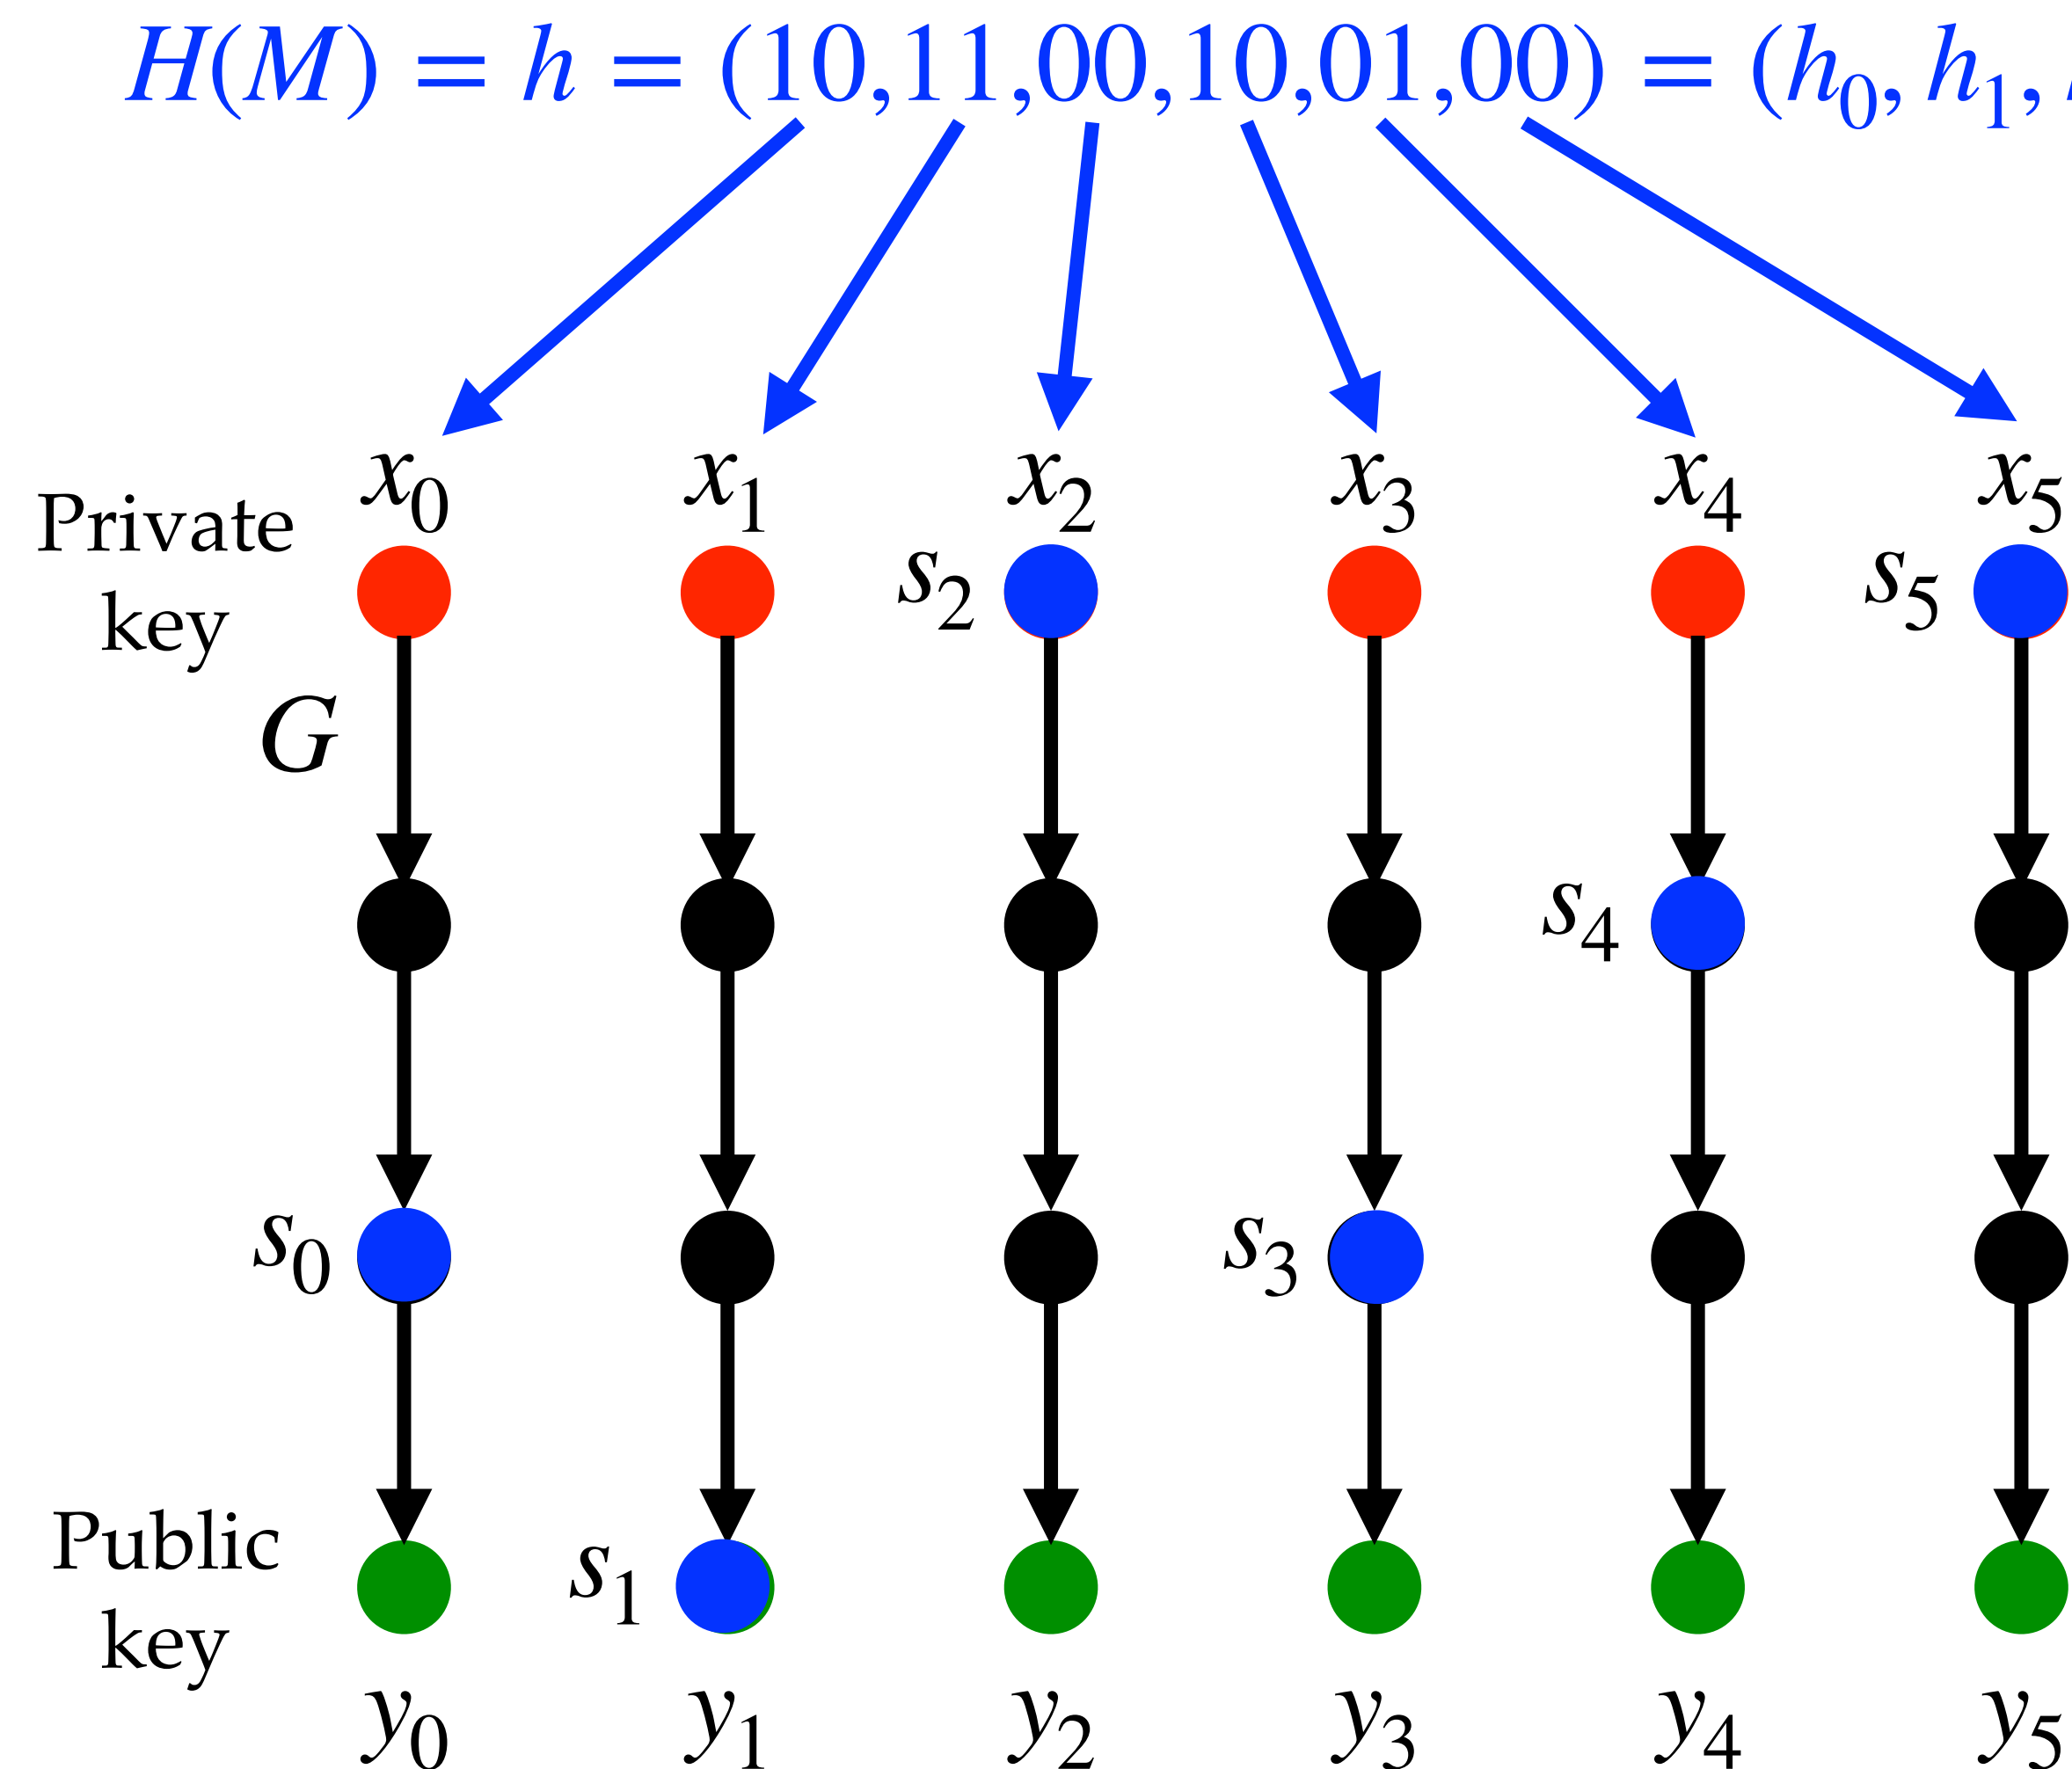 H(M) = h = (10,11,00,10,01,00) = (h₀, h₁,
x₀ x₁ x₂ x₃ x₄ x₅
Private
key
s₂ s₅
G
s₄
s₀ s₃
Public
key
s₁
y₀ y₁ y₂ y₃ y₄ y₅